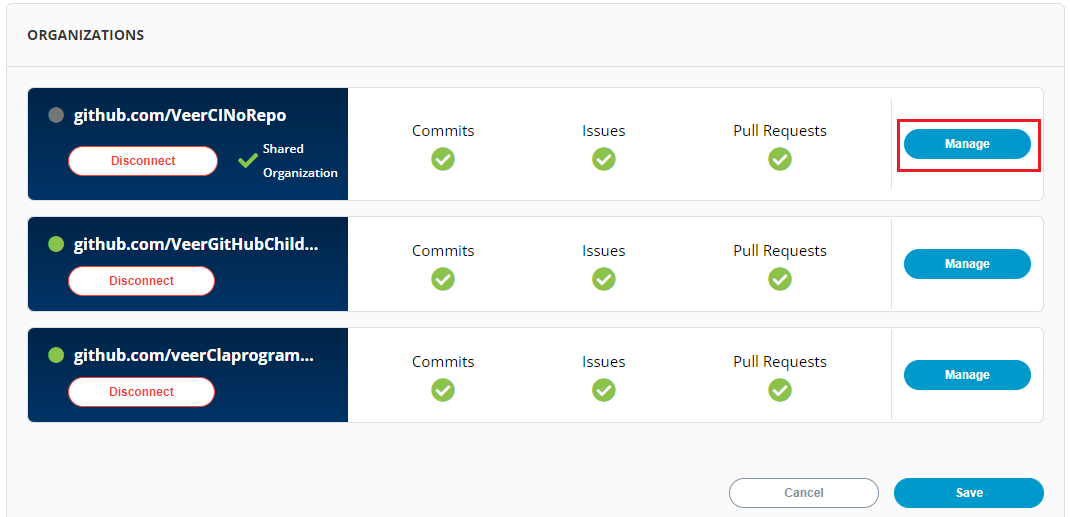 ORGANIZATIONS
github.com/VeerCINoRepo
Disconnect
Shared
Organization
Commits
Issues
Pull Requests
Manage
github.com/VeerGitHubChild...
Disconnect
Commits
Issues
Pull Requests
Manage
github.com/veerClaprogram...
Disconnect
Commits
Issues
Pull Requests
Manage
Cancel
Save